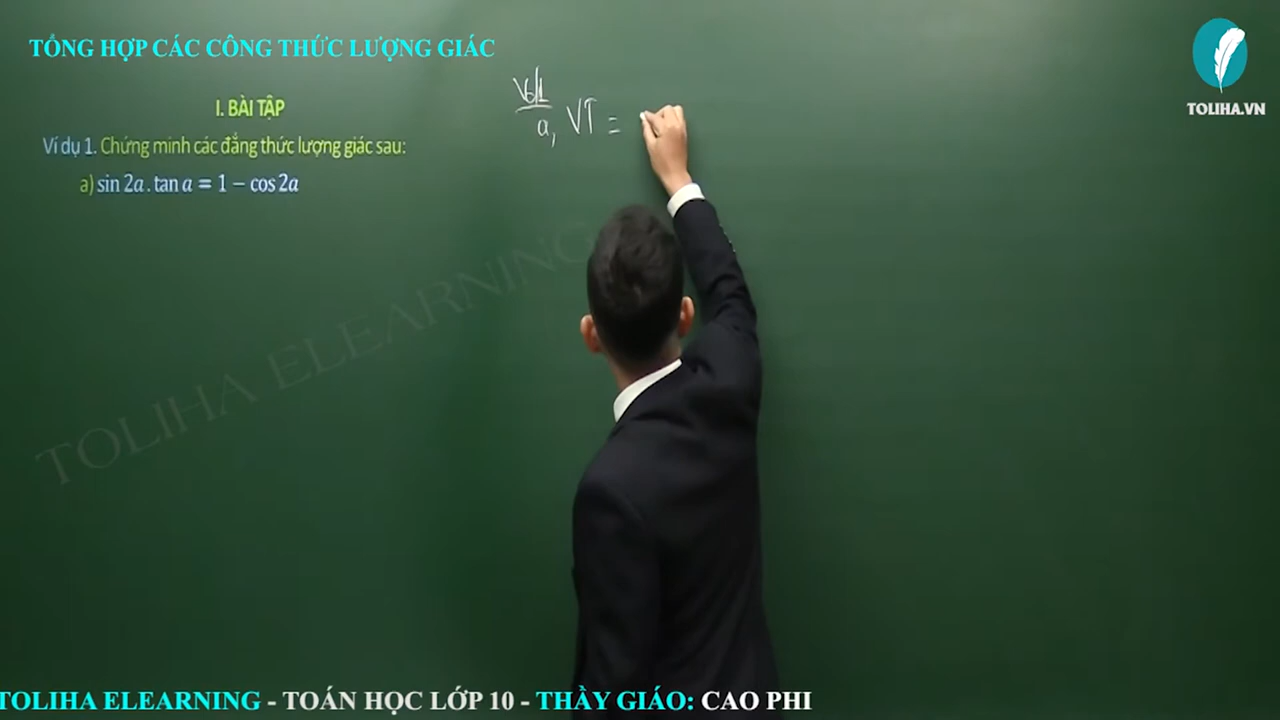 TỔNG HỢP CÁC CÔNG THỨC LƯỢNG GIÁC
TOLIHA.VN
I. BÀI TẬP
Ví dụ 1. Chứng minh các đẳng thức lượng giác sau:
a) sin 2a . tan a = 1 − cos 2a
Vd1
a, VT =
TOLIHA ELEARNING
TOLIHA ELEARNING - TOÁN HỌC LỚP 10 - THẦY GIÁO: CAO PHI